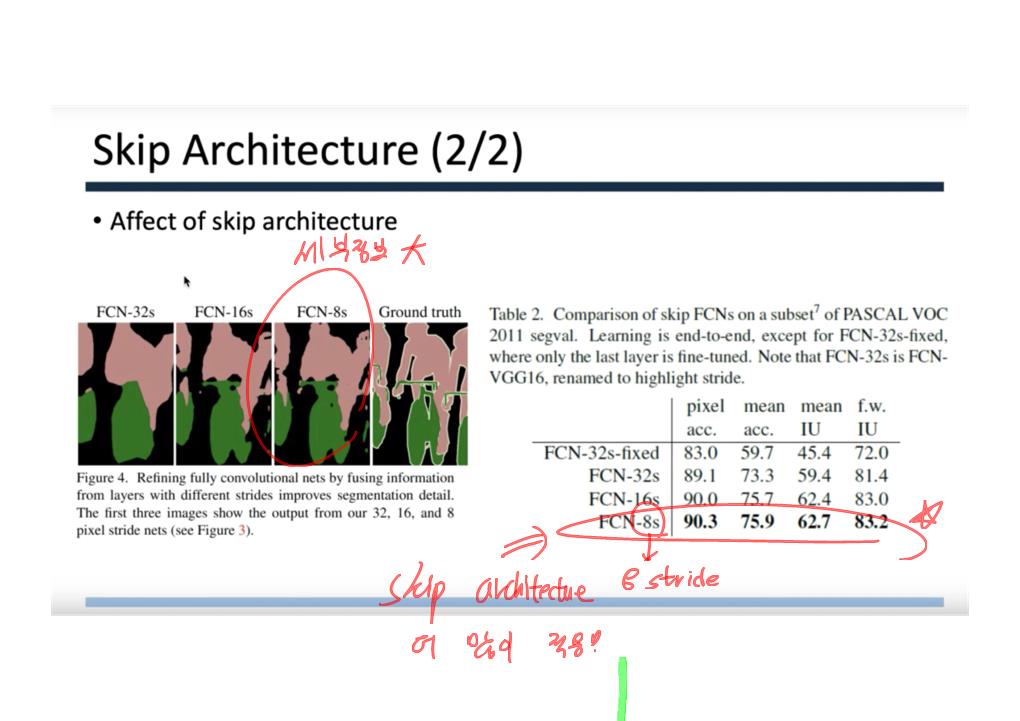 Skip Architecture (2/2)
• Affect of skip architecture
세부정보 大
FCN-32s FCN-16s FCN-8s Ground truth
Figure 4. Refining fully convolutional nets by fusing information
from layers with different strides improves segmentation detail.
The first three images show the output from our 32, 16, and 8
pixel stride nets (see Figure 3).
Table 2. Comparison of skip FCNs on a subset⁷ of PASCAL VOC
2011 segval. Learning is end-to-end, except for FCN-32s-fixed,
where only the last layer is fine-tuned. Note that FCN-32s is FCN-
VGG16, renamed to highlight stride.
pixel mean mean f.w.
acc. acc. IU IU
FCN-32s-fixed 83.0 59.7 45.4 72.0
FCN-32s 89.1 73.3 59.4 81.4
FCN-16s 90.0 75.7 62.4 83.0
FCN-8s 90.3 75.9 62.7 83.2
8 stride
skip architecture
더 많이 적용!